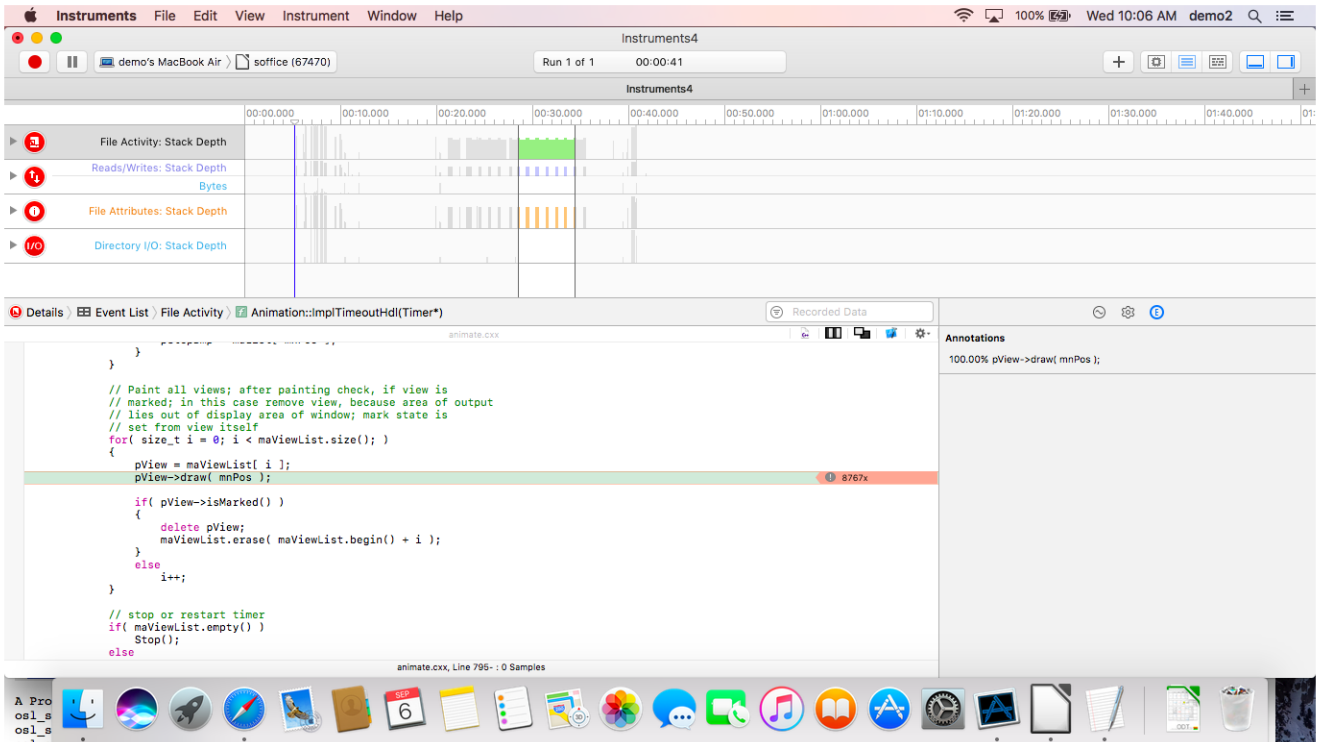 Instruments File Edit View Instrument Window Help 100% Wed 10:06 AM demo2
Instruments4
demo's MacBook Air soffice (67470) Run 1 of 1 00:00:41
Instruments4
00:00.000 00:10.000 00:20.000 00:30.000 00:40.000 00:50.000 01:00.000 01:10.000 01:20.000 01:30.000 01:40.000 01:
File Activity: Stack Depth
Reads/Writes: Stack Depth
Bytes
File Attributes: Stack Depth
I/O Directory I/O: Stack Depth
Details Event List File Activity Animation::ImplTimeoutHdl(Timer*) Recorded Data
animate.cxx
Annotations
100.00% pView->draw( mnPos );
}
}
// Paint all views; after painting check, if view is
// marked; in this case remove view, because area of output
// lies out of display area of window; mark state is
// set from view itself
for( size_t i = 0; i < maViewList.size(); )
{
pView = maViewList[ i ];
pView->draw( mnPos ); 8767x
if( pView->isMarked() )
{
delete pView;
maViewList.erase( maViewList.begin() + i );
}
else
i++;
}
// stop or restart timer
if( maViewList.empty() )
Stop();
else
animate.cxx, Line 795- : 0 Samples
A Pro
osl_s
osl_s
SEP
6
ODT